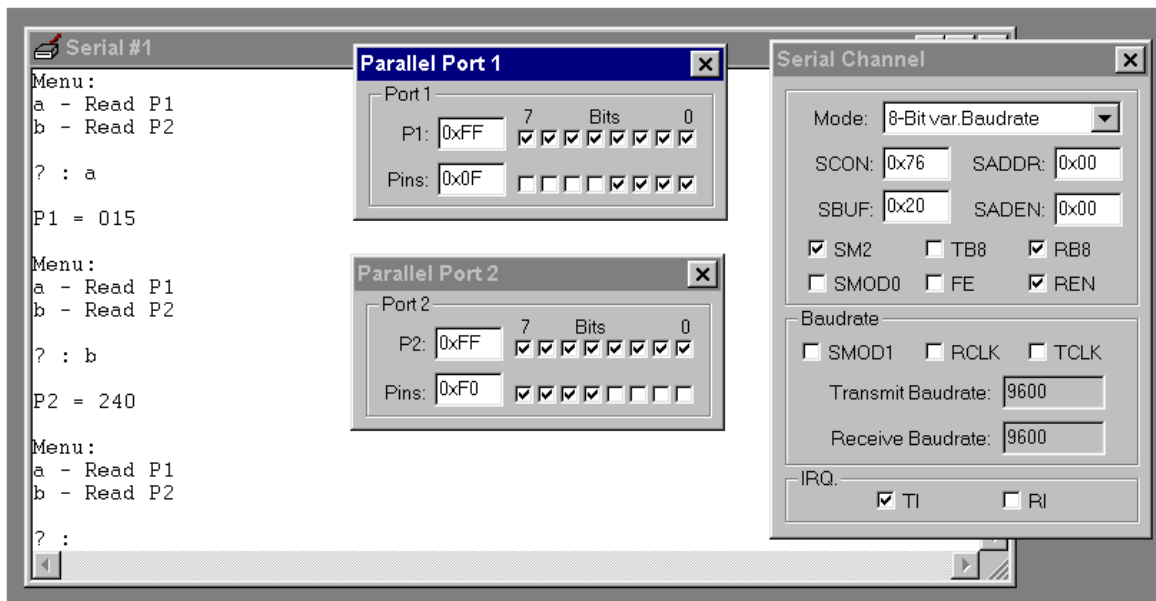 Serial #1
Menu:
a - Read P1
b - Read P2
? : a
P1 = 015
Menu:
a - Read P1
b - Read P2
? : b
P2 = 240
Menu:
a - Read P1
b - Read P2
? :
Parallel Port 1
Port 1
7 Bits 0
P1: 0xFF
Pins: 0x0F
Parallel Port 2
Port 2
7 Bits 0
P2: 0xFF
Pins: 0xF0
Serial Channel
Mode: 8-Bit var.Baudrate
SCON: 0x76 SADDR: 0x00
SBUF: 0x20 SADEN: 0x00
SM2 TB8 RB8
SMOD0 FE REN
Baudrate
SMOD1 RCLK TCLK
Transmit Baudrate: 9600
Receive Baudrate: 9600
IRQ.
TI RI